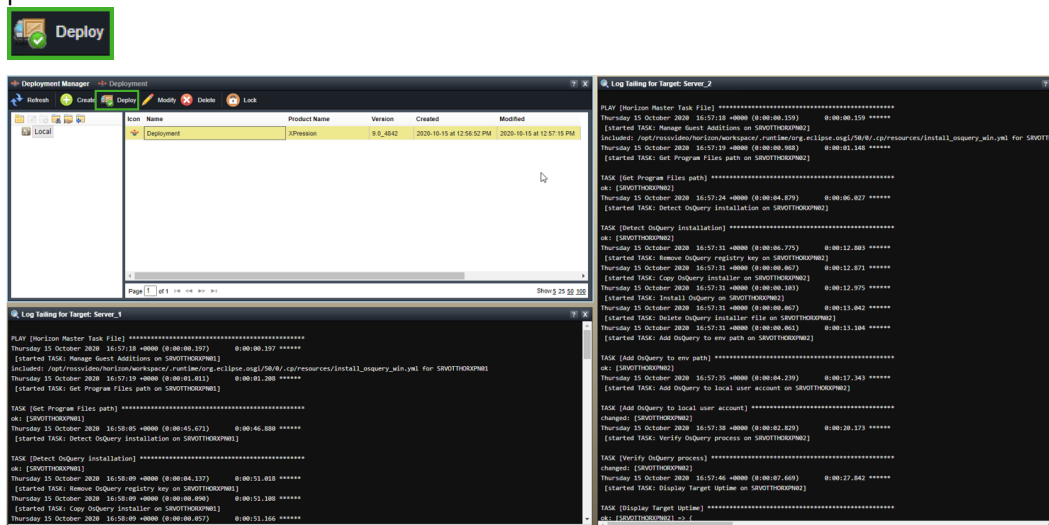 Deploy
Deployment Manager Deployment ? X
Refresh Create Deploy Modify Delete Lock
Local
Icon Name Product Name Version Created Modified
Deployment XPression 9.0_4842 2020-10-15 at 12:56:52 PM 2020-10-15 at 12:57:15 PM
Page 1 of 1 Show 5 25 50 100
Log Tailing for Target: Server_1 ? X
PLAY [Horizon Master Task File] ************************************************
Thursday 15 October 2020 16:57:18 +0000 (0:00:00.197) 0:00:00.197 ******
[started TASK: Manage Guest Additions on SRVOTTHORXPN01]
included: /opt/rossvideo/horizon/workspace/.runtime/org.eclipse.osgi/50/0/.cp/resources/install_osquery_win.yml for SRVOTTHORXPN01
Thursday 15 October 2020 16:57:19 +0000 (0:00:01.011) 0:00:01.208 ******
[started TASK: Get Program Files path on SRVOTTHORXPN01]
TASK [Get Program Files path] **************************************************
ok: [SRVOTTHORXPN01]
Thursday 15 October 2020 16:58:05 +0000 (0:00:45.671) 0:00:46.880 ******
[started TASK: Detect OsQuery installation on SRVOTTHORXPN01]
TASK [Detect OsQuery installation] *********************************************
ok: [SRVOTTHORXPN01]
Thursday 15 October 2020 16:58:09 +0000 (0:00:04.137) 0:00:51.018 ******
[started TASK: Remove OsQuery registry key on SRVOTTHORXPN01]
Thursday 15 October 2020 16:58:09 +0000 (0:00:00.090) 0:00:51.108 ******
[started TASK: Copy OsQuery installer on SRVOTTHORXPN01]
Thursday 15 October 2020 16:58:09 +0000 (0:00:00.057) 0:00:51.166 ******
Log Tailing for Target: Server_2 ?
PLAY [Horizon Master Task File] ************************************************
Thursday 15 October 2020 16:57:18 +0000 (0:00:00.159) 0:00:00.159 ******
[started TASK: Manage Guest Additions on SRVOTTHORXPN02]
included: /opt/rossvideo/horizon/workspace/.runtime/org.eclipse.osgi/50/0/.cp/resources/install_osquery_win.yml for SRVOTT
Thursday 15 October 2020 16:57:19 +0000 (0:00:00.988) 0:00:01.148 ******
[started TASK: Get Program Files path on SRVOTTHORXPN02]
TASK [Get Program Files path] **************************************************
ok: [SRVOTTHORXPN02]
Thursday 15 October 2020 16:57:24 +0000 (0:00:04.879) 0:00:06.027 ******
[started TASK: Detect OsQuery installation on SRVOTTHORXPN02]
TASK [Detect OsQuery installation] *********************************************
ok: [SRVOTTHORXPN02]
Thursday 15 October 2020 16:57:31 +0000 (0:00:06.775) 0:00:12.803 ******
[started TASK: Remove OsQuery registry key on SRVOTTHORXPN02]
Thursday 15 October 2020 16:57:31 +0000 (0:00:00.067) 0:00:12.871 ******
[started TASK: Copy OsQuery installer on SRVOTTHORXPN02]
Thursday 15 October 2020 16:57:31 +0000 (0:00:00.103) 0:00:12.975 ******
[started TASK: Install OsQuery on SRVOTTHORXPN02]
Thursday 15 October 2020 16:57:31 +0000 (0:00:00.067) 0:00:13.042 ******
[started TASK: Delete OsQuery installer file on SRVOTTHORXPN02]
Thursday 15 October 2020 16:57:31 +0000 (0:00:00.061) 0:00:13.104 ******
[started TASK: Add OsQuery to env path on SRVOTTHORXPN02]
TASK [Add OsQuery to env path] *************************************************
ok: [SRVOTTHORXPN02]
Thursday 15 October 2020 16:57:35 +0000 (0:00:04.239) 0:00:17.343 ******
[started TASK: Add OsQuery to local user account on SRVOTTHORXPN02]
TASK [Add OsQuery to local user account] ***************************************
changed: [SRVOTTHORXPN02]
Thursday 15 October 2020 16:57:38 +0000 (0:00:02.829) 0:00:20.173 ******
[started TASK: Verify OsQuery process on SRVOTTHORXPN02]
TASK [Verify OsQuery process] **************************************************
changed: [SRVOTTHORXPN02]
Thursday 15 October 2020 16:57:46 +0000 (0:00:07.669) 0:00:27.842 ******
[started TASK: Display Target Uptime on SRVOTTHORXPN02]
TASK [Display Target Uptime] ***************************************************
ok: [SRVOTTHORXPN02] => {